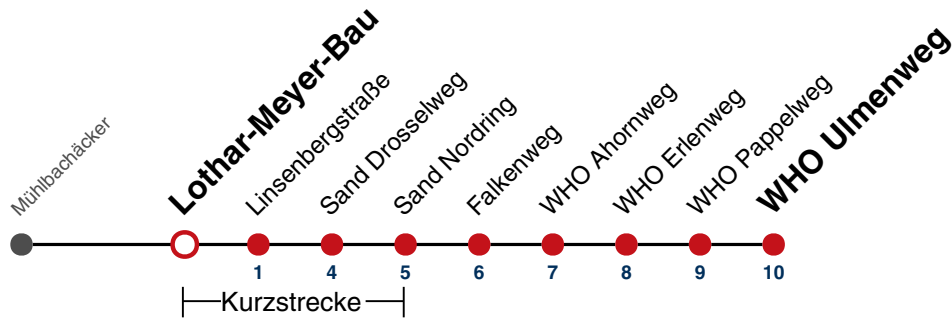 Mühlbachäcker
Lothar-Meyer-Bau
Linsenbergstraße
Sand Drosselweg
Sand Nordring
Falkenweg
WHO Ahornweg
WHO Erlenweg
WHO Pappelweg
WHO Ulmenweg
1 4 5 6 7 8 9 10
Kurzstrecke